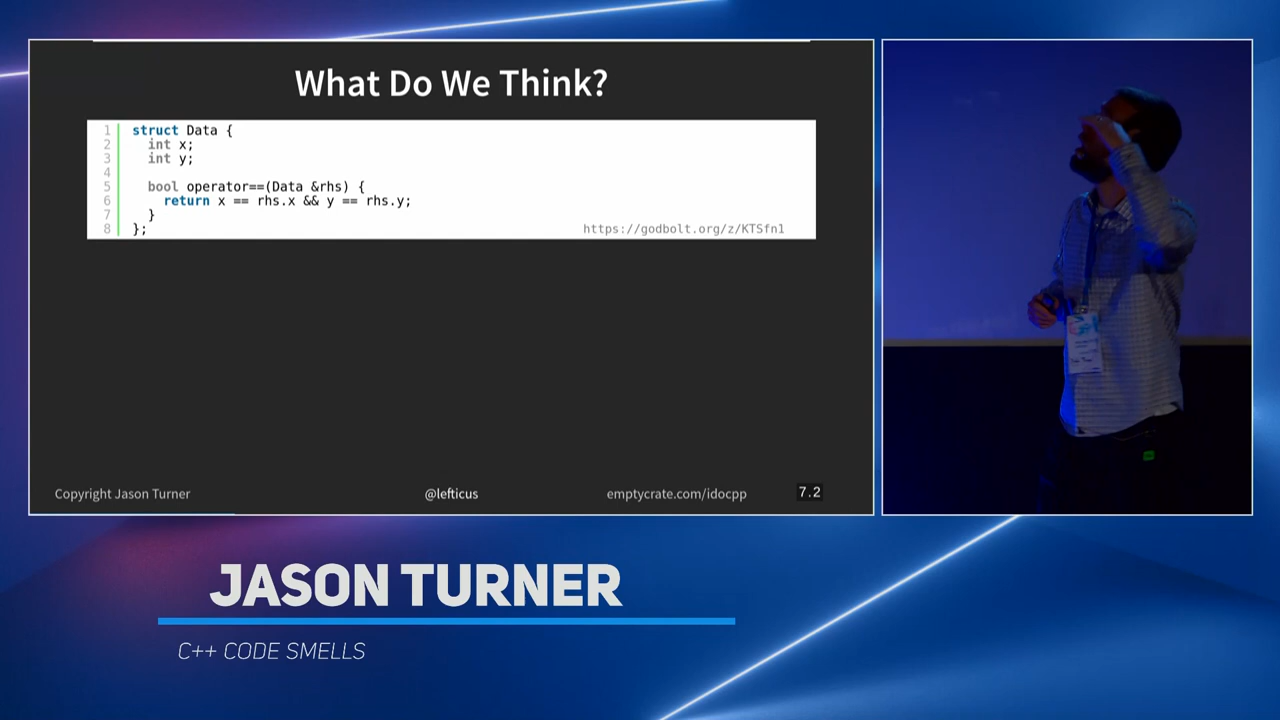 What Do We Think?
1 struct Data {
2   int x;
3   int y;
4
5   bool operator==(Data &rhs) {
6     return x == rhs.x && y == rhs.y;
7   }
8 };
https://godbolt.org/z/KTSfn1
Copyright Jason Turner
@lefticus
emptycrate.com/idocpp
7.2
JASON TURNER
C++ CODE SMELLS